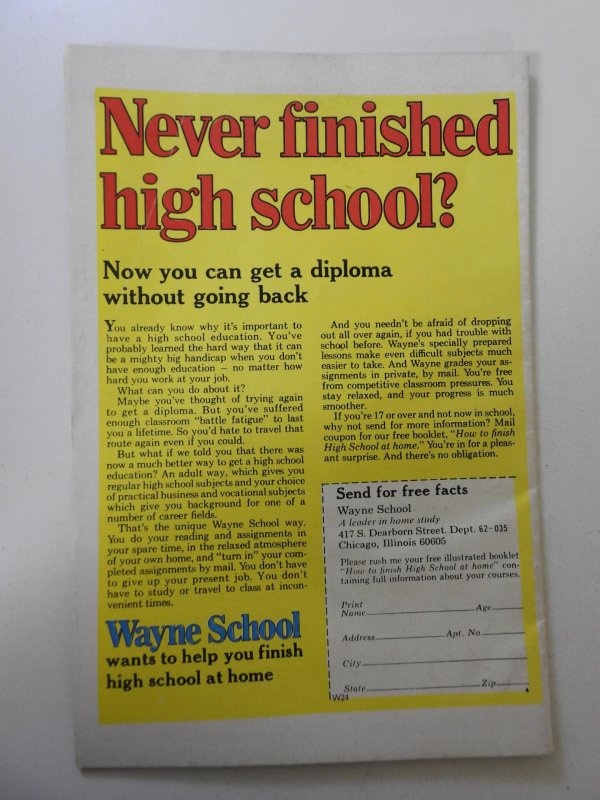 Never finished
high school?
Now you can get a diploma
without going back
You already know why it's important to
have a high school education. You've
probably learned the hard way that it can
be a mighty big handicap when you don't
have enough education – no matter how
hard you work at your job.
What can you do about it?
Maybe you've thought of trying again
to get a diploma. But you've suffered
enough classroom "battle fatigue" to last
you a lifetime. So you'd hate to travel that
route again even if you could.
But what if we told you that there was
now a much better way to get a high school
education? An adult way, which gives you
regular high school subjects and your choice
of practical business and vocational subjects
which give you background for one of a
number of career fields.
That's the unique Wayne School way.
You do your reading and assignments in
your spare time, in the relaxed atmosphere
of your own home, and "turn in" your com-
pleted assignments by mail. You don't have
to give up your present job. You don't
have to study or travel to class at incon-
venient times.
Wayne School
wants to help you finish
high school at home
And you needn't be afraid of dropping
out all over again, if you had trouble with
school before. Wayne's specially prepared
lessons make even difficult subjects much
easier to take. And Wayne grades your as-
signments in private, by mail. You're free
from competitive classroom pressures. You
stay relaxed, and your progress is much
smoother.
If you're 17 or over and not now in school,
why not send for more information? Mail
coupon for our free booklet, "How to finish
High School at home." You're in for a pleas-
ant surprise. And there's no obligation.
Send for free facts
Wayne School
A leader in home study
417 S. Dearborn Street. Dept. 62-035
Chicago, Illinois 60605
Please rush me your free illustrated booklet
"How to finish High School at home" con-
taining full information about your courses.
Print
Name Age
Address Apt. No.
City
State Zip
W24 4